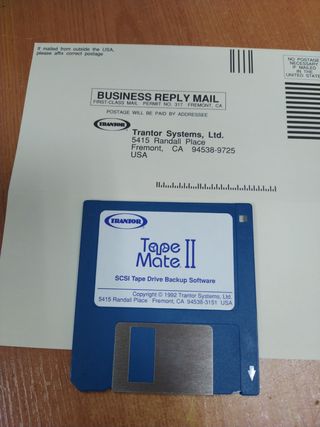 If mailed from outside the USA,
please affix correct postage
NO POSTAGE
NECESSARY
IF MAILED
IN THE
UNITED STATE
BUSINESS REPLY MAIL
FIRST-CLASS MAIL PERMIT NO. 317 FREMONT, CA
POSTAGE WILL BE PAID BY ADDRESSEE
TRANTOR
Trantor Systems, Ltd.
5415 Randall Place
Fremont, CA 94538-9725
USA
TRANTOR
Tape
Mate II
SCSI Tape Drive Backup Software
Copyright © 1992 Trantor Systems, Ltd.
5415 Randall Place Fremont, CA 94538-3151 USA